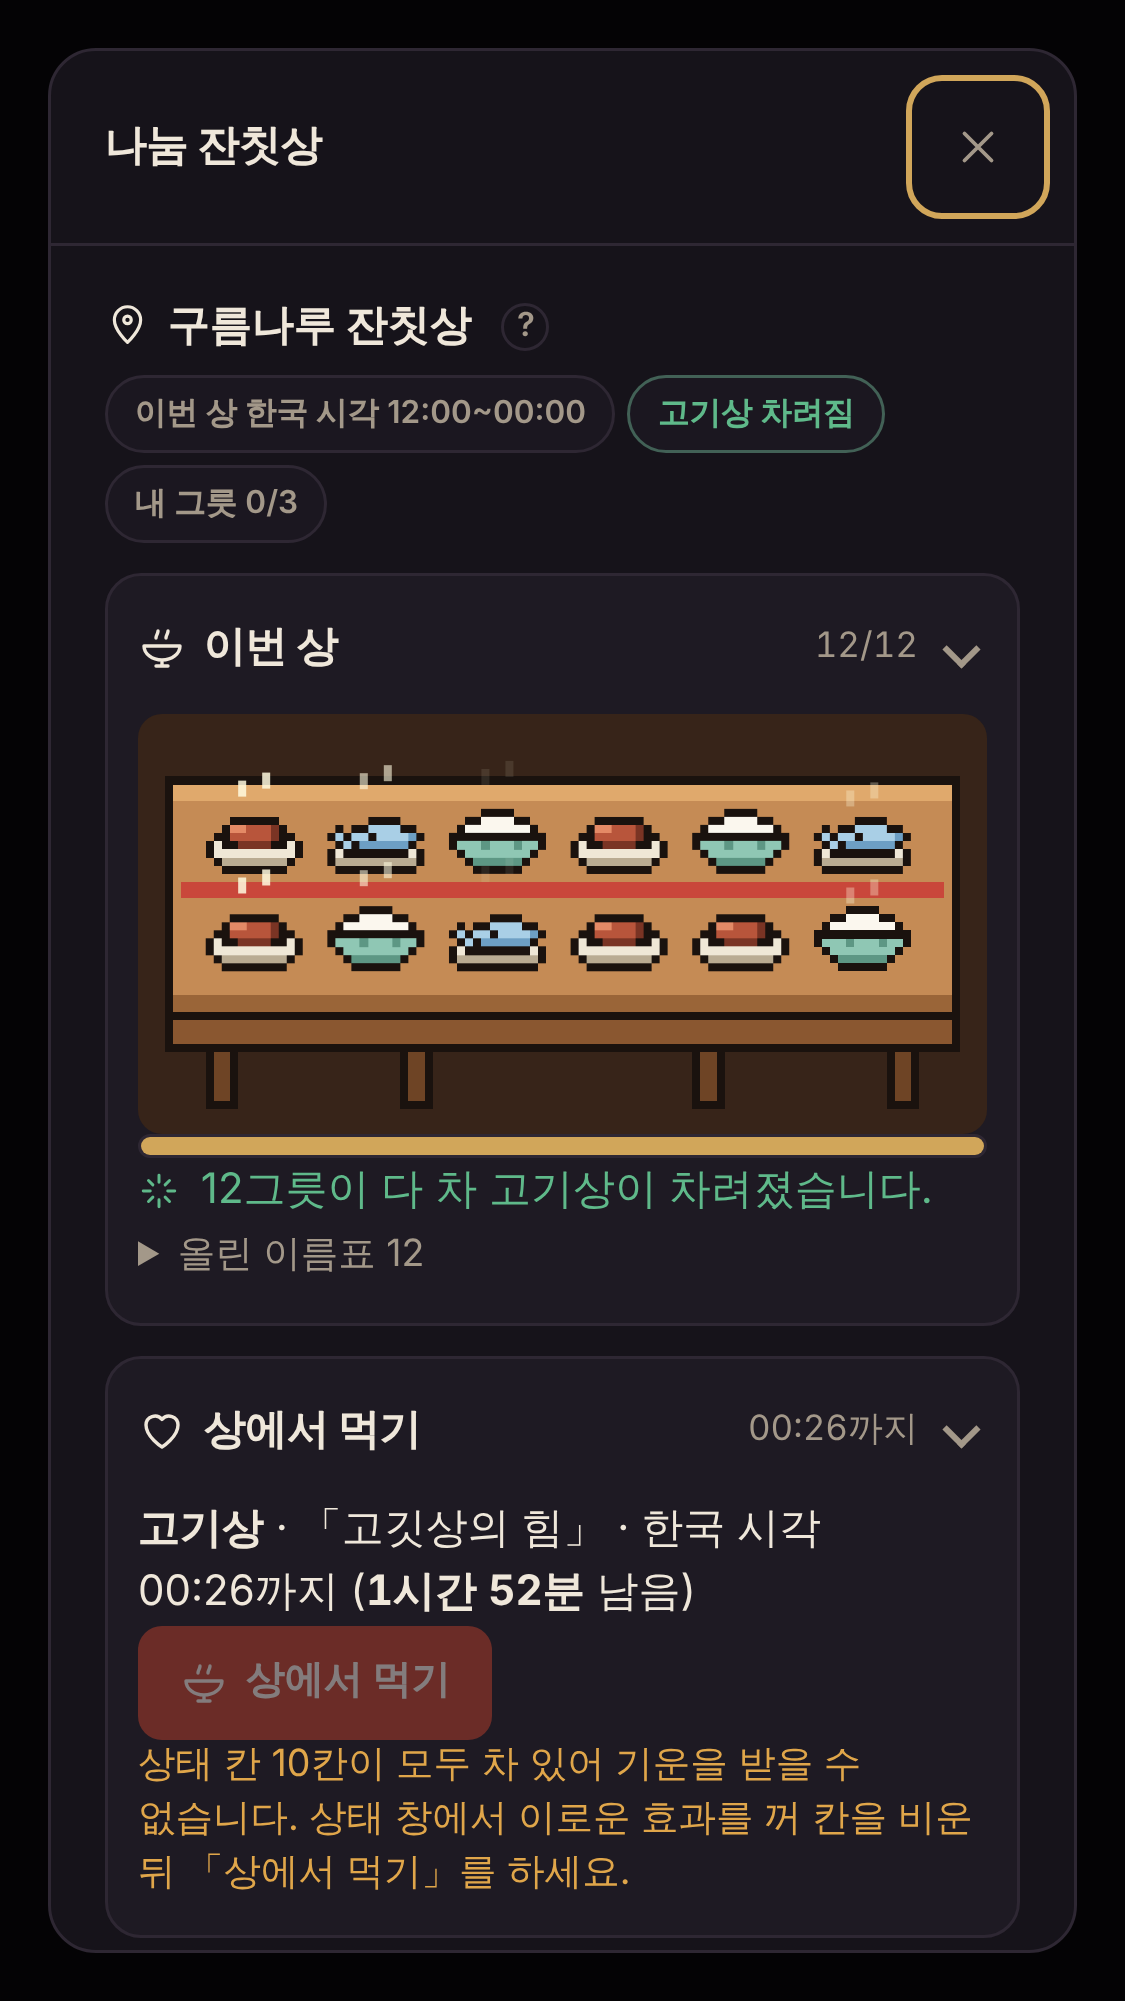 나눔 잔칫상
구름나루 잔칫상 ?
이번 상 한국 시각 12:00~00:00
고기상 차려짐
내 그릇 0/3
이번 상 12/12
12그릇이 다 차 고기상이 차려졌습니다.
▶ 올린 이름표 12
상에서 먹기 00:26까지
고기상 · 「고깃상의 힘」 · 한국 시각
00:26까지 (1시간 52분 남음)
상에서 먹기
상태 칸 10칸이 모두 차 있어 기운을 받을 수
없습니다. 상태 창에서 이로운 효과를 꺼 칸을 비운
뒤 「상에서 먹기」를 하세요.